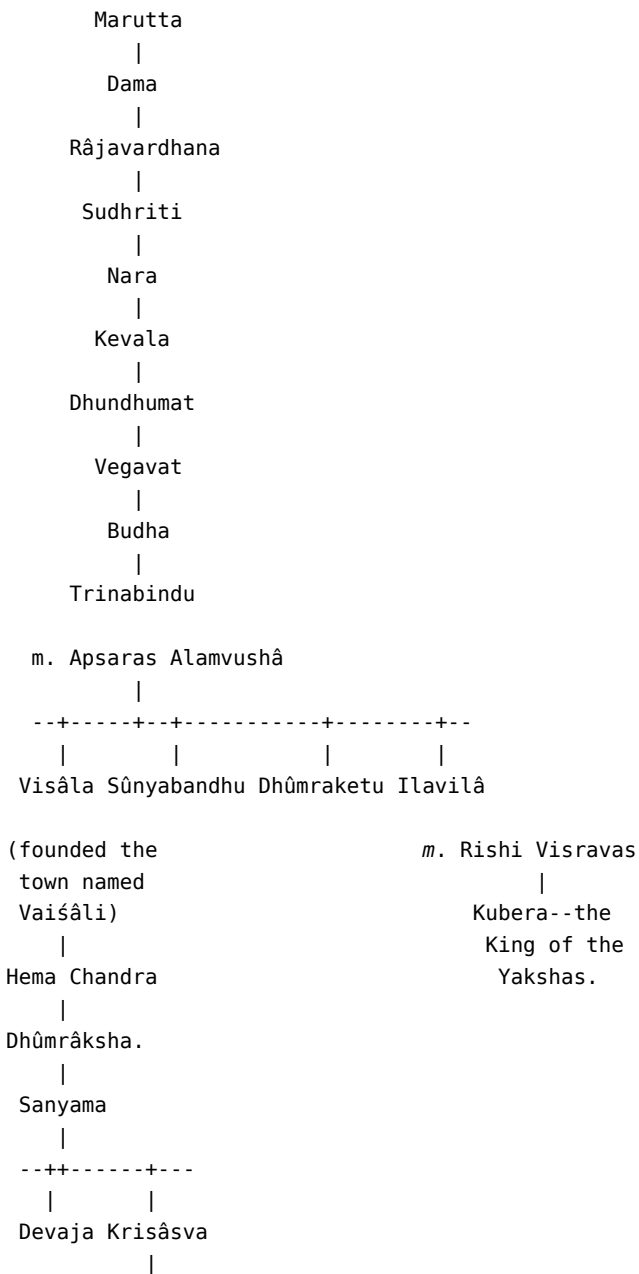 Marutta
|
Dama
|
Râjavardhana
|
Sudhriti
|
Nara
|
Kevala
|
Dhundhumat
|
Vegavat
|
Budha
|
Trinabindu
m. Apsaras Alamvushâ
|
--+-----+--+-----------+--------+--
| | | |
Visâla Sûnyabandhu Dhûmraketu Ilavilâ
(founded the m. Rishi Visravas
town named |
Vaiśâli) Kubera--the
| King of the
Hema Chandra Yakshas.
|
Dhûmrâksha.
|
Sanyama
|
--++------+---
| |
Devaja Krisâsva
|